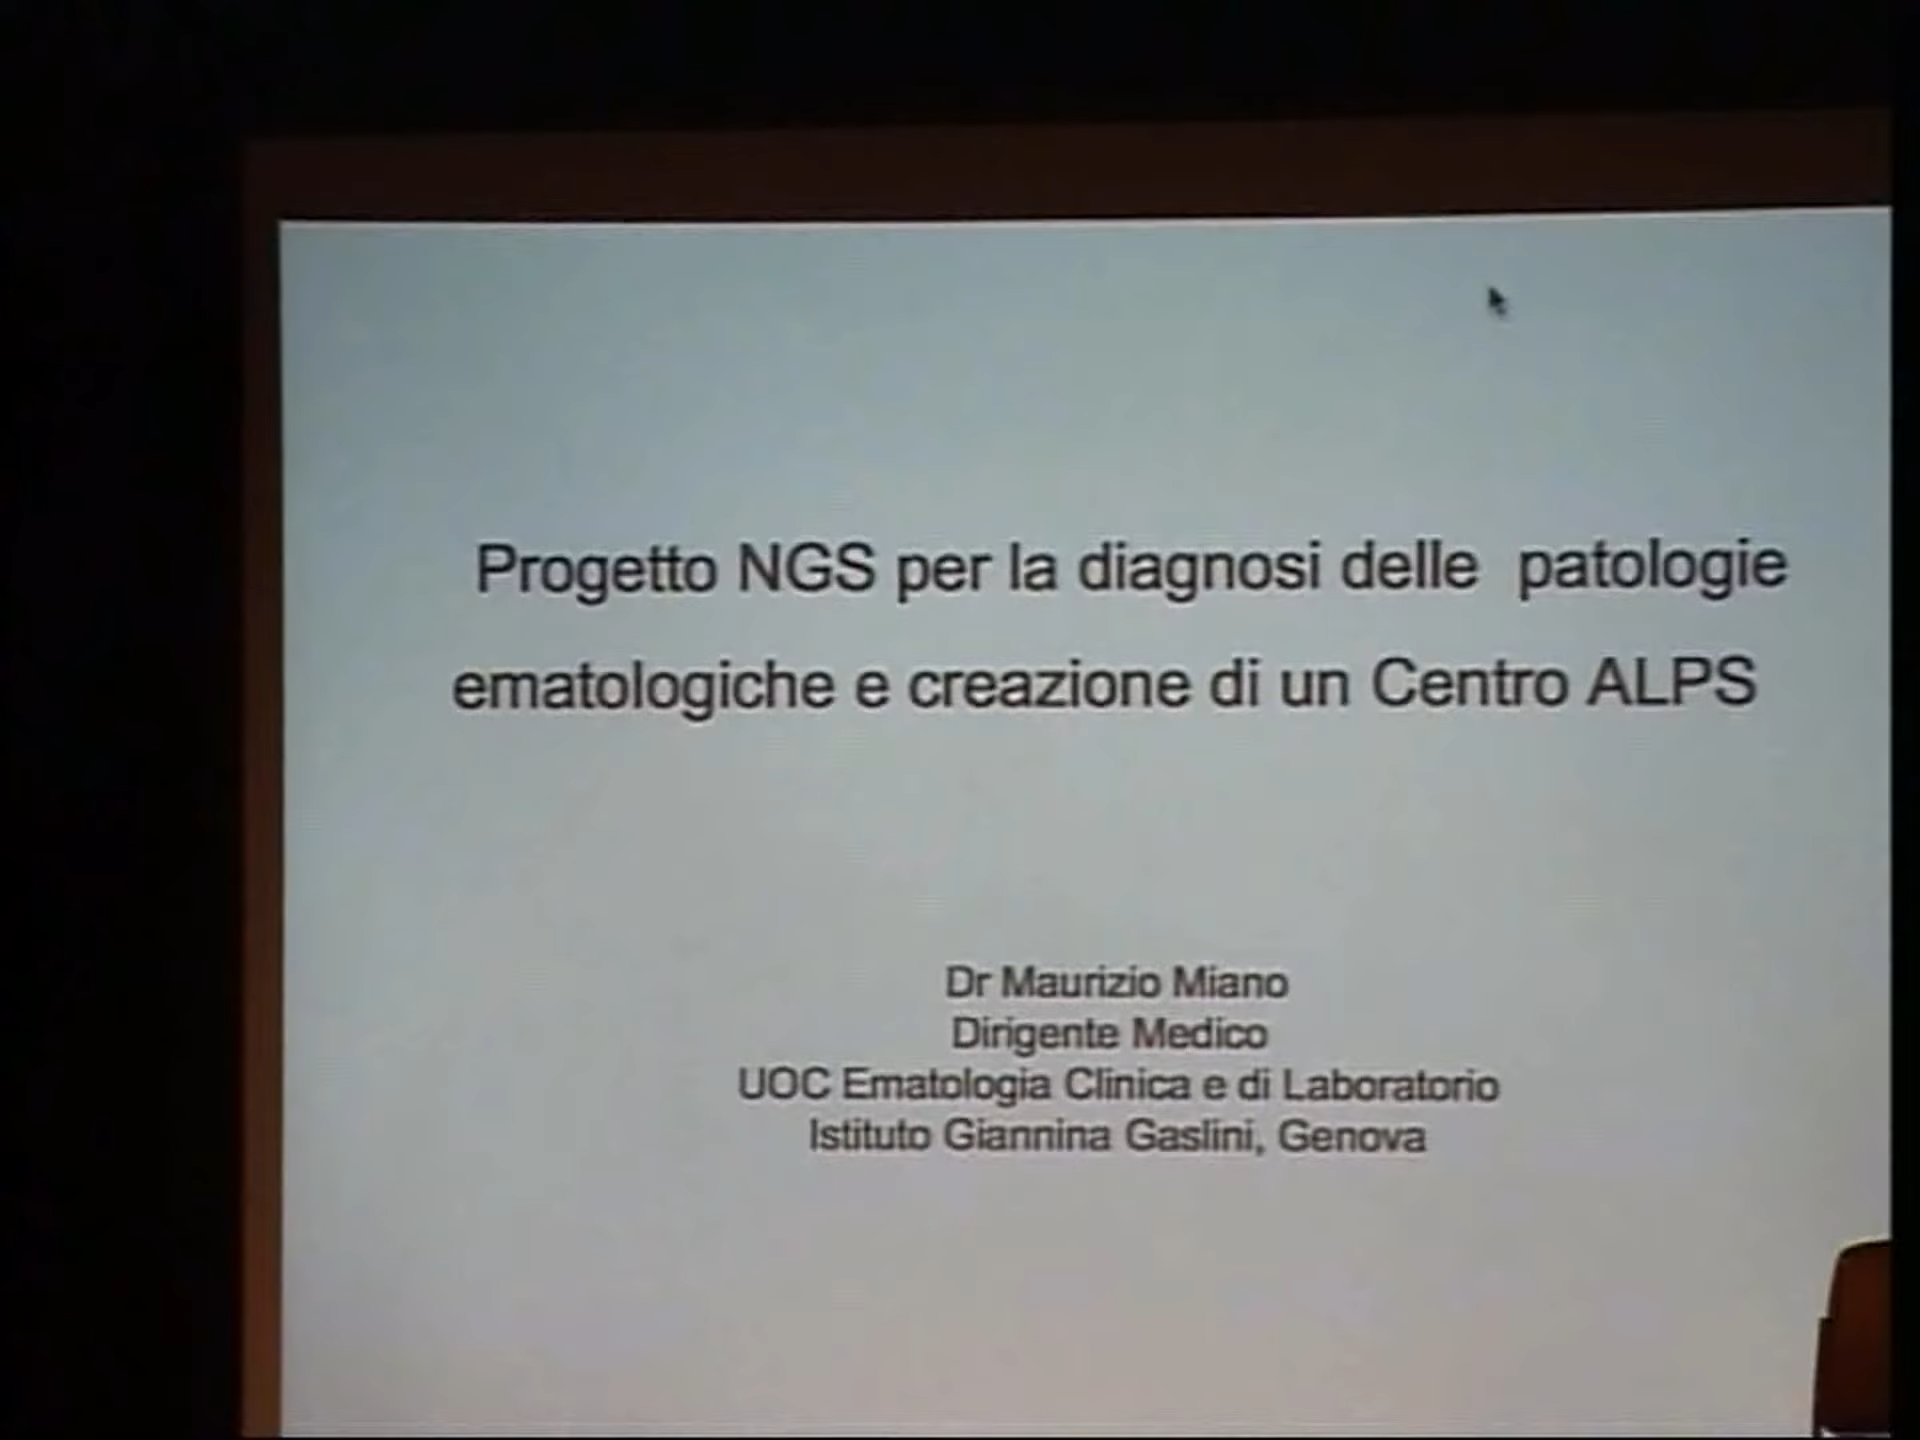 Progetto NGS per la diagnosi delle patologie
ematologiche e creazione di un Centro ALPS
Dr Maurizio Miano
Dirigente Medico
UOC Ematologia Clinica e di Laboratorio
Istituto Giannina Gaslini, Genova